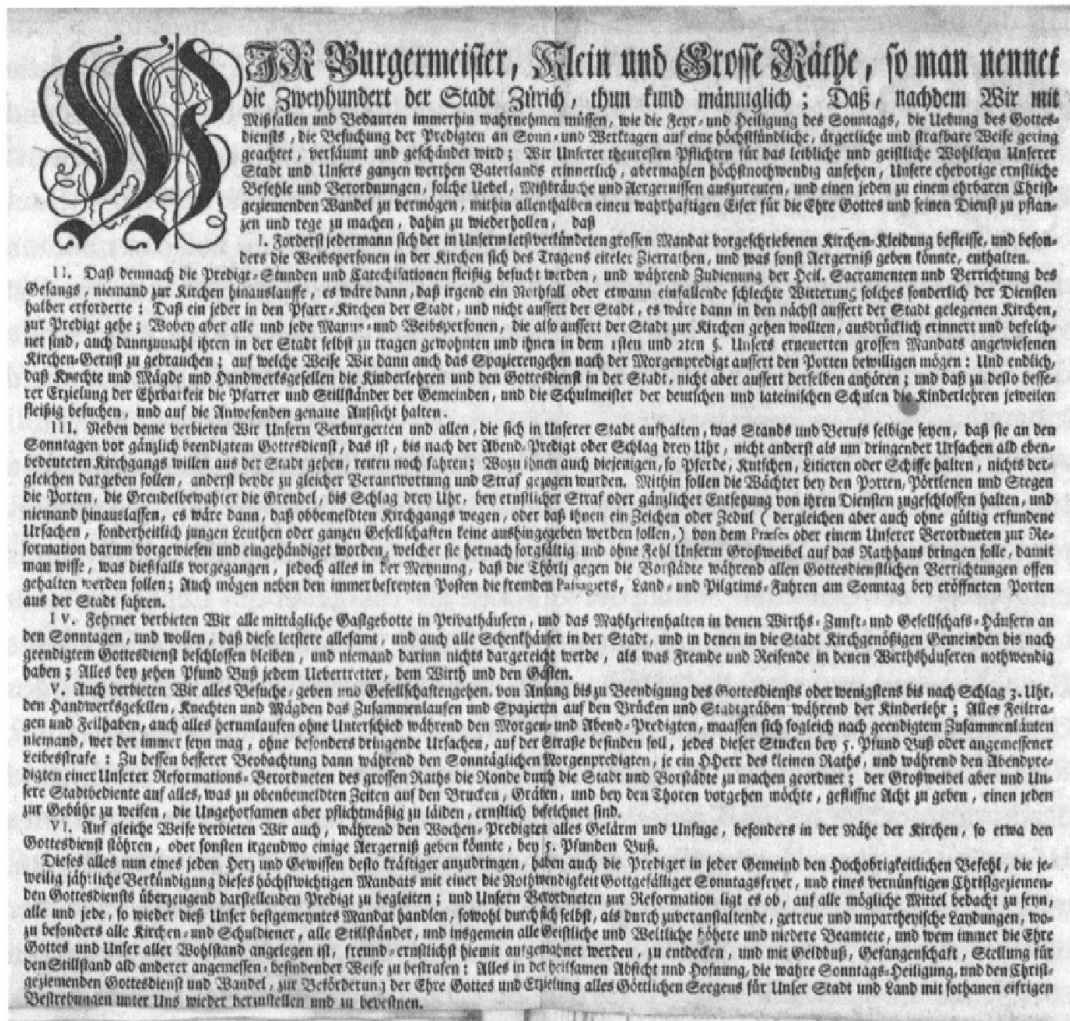 WIR Burgermeister, Klein und Grosse Räthe, so man nennet
die Zweyhundert der Stadt Zürich, thun kund männiglich; Daß, nachdem Wir mit
Mißfallen und Bedauren immerhin wahrnehmen müssen, wie die Feyr- und Heiligung des Sonntags, die Uebung des Gottes-
diensts, die Besuchung der Predigten an Sonn- und Werktagen auf eine höchstsündliche, ärgerliche und strafbare Weise gering
geachtet, versäumt und geschändet wird; Wir Unserer theuresten Pflichten für das leibliche und geistliche Wohlseyn Unserer
Stadt und Unsers ganzen werthen Vaterlands erinnerlich, abermahlen höchstnothwendig ansehen, Unsere ehevorige ernstliche
Befehle und Verordnungen, solche Uebel, Mißbräuche und Aergernissen auszureuten, und einen jeden zu einem ehrbaren Christ-
geziemenden Wandel zu vermögen, mithin allenthalben einen wahrhaftigen Eifer für die Ehre Gottes und seinen Dienst zu pflan-
zen und rege zu machen, dahin zu wiederhollen, daß
I. Forderst jedermann sich der in Unserm letstverkündeten grossen Mandat vorgeschriebenen Kirchen-Kleidung befleisse, und beson-
ders die Weibspersonen in der Kirchen sich des Tragens eiteler Zierrathen, und was sonst Aergerniß geben könnte, enthalten.
II. Daß demnach die Predigt-Stunden und Catechisationen fleißig besucht werden, und während Zudienung der Heil. Sacramenten und Verrichtung des
Gesangs, niemand zur Kirchen hinauslauffe, es wäre dann, daß irgend ein Nothfall oder etwann einfallende schlechte Witterung solches sonderlich der Diensten
halber erforderte: Daß ein jeder in den Pfarr-Kirchen der Stadt, und nicht aussert der Stadt, es wäre dann in den nächst aussert der Stadt gelegenen Kirchen,
zur Predigt gehe; Wobey aber alle und jede Manns- und Weibspersonen, die also aussert der Stadt zur Kirchen gehen wollten, ausdrücklich erinnert und befelch-
net sind, auch dannzumahl ihren in der Stadt selbst zu tragen gewohnten und ihnen in dem 1sten und 2ten §. Unsers erneuerten grossen Mandats angewiesenen
Kirchen-Gerüst zu gebrauchen; auf welche Weise Wir dann auch das Spazierengehen nach der Morgenpredigt aussert den Porten bewilligen mögen: Und endlich,
daß Knechte und Mägde und Handwerksgesellen die Kinderlehren und den Gottesdienst in der Stadt, nicht aber aussert derselben anhören; und daß zu desto besse-
rer Erzielung der Ehrbarkeit die Pfarrer und Stillständer der Gemeinden, und die Schulmeister der deutschen und lateinischen Schulen die Kinderlehren jeweilen
fleißig besuchen, und auf die Anwesenden genaue Aufsicht halten.
III. Neben deme verbieten Wir Unsern Verburgerten und allen, die sich in Unserer Stadt aufhalten, was Stands und Berufs selbige seyen, daß sie an den
Sonntagen vor gänzlich beendigtem Gottesdienst, das ist, bis nach der Abend-Predigt oder Schlag drey Uhr, nicht anderst als um dringender Ursachen ald eben-
bedeuteten Kirchgangs willen aus der Stadt gehen, reiten noch fahren; Wozu ihnen auch diejenigen, so Pferde, Kutschen, Litieren oder Schiffe halten, nichts der-
gleichen dargeben sollen, anderst beyde zu gleicher Verantwortung und Straf gezogen wurden. Mithin sollen die Wächter bey den Porten, Pörtlenen und Stegen
die Porten, die Grendelbewahrer die Grendel, bis Schlag drey Uhr, bey ernstlicher Straf oder gänzlicher Entsetzung von ihren Diensten zugeschlossen halten, und
niemand hinauslassen, es wäre dann, daß obbemeldten Kirchgangs wegen, oder daß ihnen ein Zeichen oder Zedul (dergleichen aber auch ohne gültig erfundene
Ursachen, sonderheitlich jungen Leuthen oder ganzen Gesellschaften keine aushingegeben werden sollen,) von dem Præses oder einem Unserer Verordneten zur Re-
formation darum vorgewiesen und eingehändiget worden, welcher sie hernach sorgfältig und ohne Fehl Unserm Großweibel auf das Rathhaus bringen solle, damit
man wisse, was dießfalls vorgegangen, jedoch alles in der Meynung, daß die Thörli gegen die Vorstädte während allen Gottesdienstlichen Verrichtungen offen
gehalten werden sollen; Auch mögen neben den immer befreyten Posten die fremden Passagiers, Land- und Pilgrims-Fuhren am Sonntag bey eröffneten Porten
aus der Stadt fahren.
IV. Fehrner verbieten Wir alle mittägliche Gastgebotte in Privathäusern, und das Mahlzeitenhalten in denen Wirths- Zunft- und Gesellschafs-Häusern an
den Sonntagen, und wollen, daß diese letstere allesamt, und auch alle Schenkhäuser in der Stadt, und in denen in die Stadt Kirchgenößigen Gemeinden bis nach
geendigtem Gottesdienst beschlossen bleiben, und niemand darinn nichts dargereicht werde, als was Fremde und Reisende in denen Wirthshäuseren nothwendig
haben; Alles bey zehen Pfund Buß jedem Uebertretter, dem Wirth und den Gästen.
V. Auch verbieten Wir alles Besuche-geben und Gesellschaftengehen, von Anfang bis zu Beendigung des Gottesdiensts oder wenigstens bis nach Schlag 3. Uhr,
den Handwerksgesellen, Knechten und Mägden das Zusammenlaufen und Spazieren auf den Brücken und Stadtgräben während der Kinderlehr; Alles Feiltra-
gen und Feilhaben, auch alles herumlaufen ohne Unterschied während den Morgen- und Abend-Predigten, maassen sich sogleich nach geendigtem Zusammenläuten
niemand, wer der immer seyn mag, ohne besonders dringende Ursachen, auf der Straße befinden soll, jedes dieser Stucken bey 5. Pfund Buß oder angemessener
Leibesstrafe: Zu dessen besserer Beobachtung dann während den Sonntäglichen Morgenpredigten, je ein HHerr des kleinen Raths, und während den Abendpre-
digten einer Unserer Reformations-Verordneten des grossen Raths die Ronde durch die Stadt und Vorstädte zu machen geordnet; der Großweibel aber und Un-
sere Stadtbediente auf alles, was zu obenbemeldten Zeiten auf den Brucken, Gräben, und bey den Thoren vorgehen möchte, geflissne Acht zu geben, einen jeden
zur Gebühr zu weisen, die Ungehorsamen aber pflichtmäßig zu läiden, ernstlich befelchnet sind.
VI. Auf gleiche Weise verbieten Wir auch, während den Wochen-Predigten alles Gelärm und Unfuge, besonders in der Nähe der Kirchen, so etwa den
Gottesdienst stöhren, oder sonsten irgendwo einige Aergerniß geben könnte, bey 5. Pfunden Buß.
Dieses alles nun eines jeden Herz und Gewissen desto kräftiger anzudringen, haben auch die Prediger in jeder Gemeind den Hochobrigkeitlichen Befehl, die je-
weilig jährliche Verkündigung dieses höchstwichtigen Mandats mit einer die Nothwendigkeit Gottgefälliger Sonntagsfeyer, und eines vernünftigen Christgeziemen-
den Gottesdiensts überzeugend darstellenden Predigt zu begleiten; und Unsern Verordneten zur Reformation ligt es ob, auf alle mögliche Mittel bedacht zu seyn,
alle und jede, so wieder dieß Unser bestgemeyntes Mandat handlen, sowohl durch sich selbst, als durch zuveranstaltende, getreue und unpartheyische Laydungen, wo-
zu besonders alle Kirchen- und Schuldiener, alle Stillständer, und insgemein alle Geistliche und Weltliche höhere und niedere Beamtete, und wem immer die Ehre
Gottes und Unser aller Wohlstand angelegen ist, freund-ernstlichst hiemit aufgemahnet werden, zu entdecken, und mit Geldbuß, Gefangenschaft, Stellung für
den Stillstand ald anderer angemessen-befindender Weise zu bestrafen: Alles in der heilsamen Absicht und Hofnung, die wahre Sonntags-Heiligung, und den Christ-
geziemenden Gottesdienst und Wandel, zur Beförderung der Ehre Gottes und Erzielung alles Göttlichen Seegens für Unser Stadt und Land mit sothanen eifrigen
Bestrebungen unter Uns wieder herzustellen und zu bevestnen.